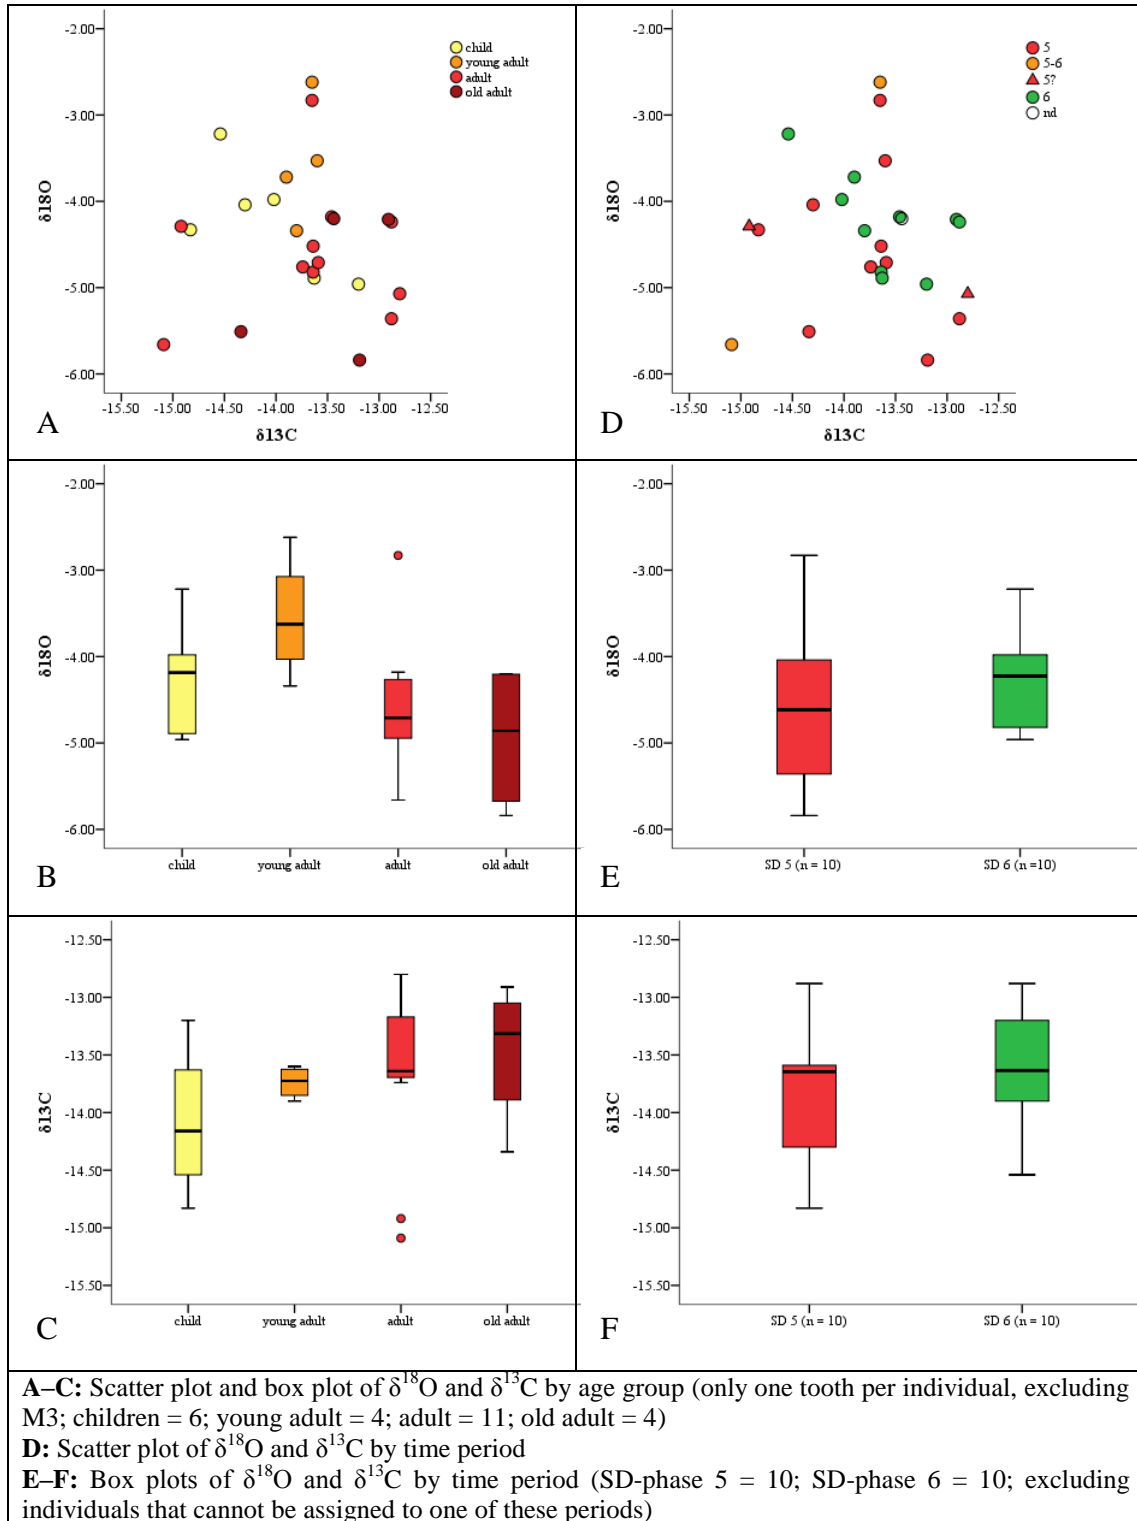 -2.00
-3.00
-4.00
-5.00
-6.00
δ18O
child
young adult
adult
old adult
-15.50 -15.00 -14.50 -14.00 -13.50 -13.00 -12.50
δ13C
A
-2.00
-3.00
-4.00
-5.00
-6.00
δ18O
5
5-6
5?
6
nd
-15.50 -15.00 -14.50 -14.00 -13.50 -13.00 -12.50
δ13C
D
-2.00
-3.00
-4.00
-5.00
-6.00
δ18O
child young adult adult old adult
B
-2.00
-3.00
-4.00
-5.00
-6.00
δ18O
SD 5 (n = 10) SD 6 (n =10)
E
-12.50
-13.00
-13.50
-14.00
-14.50
-15.00
-15.50
δ13C
child young adult adult old adult
C
-12.50
-13.00
-13.50
-14.00
-14.50
-15.00
-15.50
δ13C
SD 5 (n = 10) SD 6 (n = 10)
F
A–C: Scatter plot and box plot of δ¹⁸O and δ¹³C by age group (only one tooth per individual, excluding
M3; children = 6; young adult = 4; adult = 11; old adult = 4)
D: Scatter plot of δ¹⁸O and δ¹³C by time period
E–F: Box plots of δ¹⁸O and δ¹³C by time period (SD-phase 5 = 10; SD-phase 6 = 10; excluding
individuals that cannot be assigned to one of these periods)